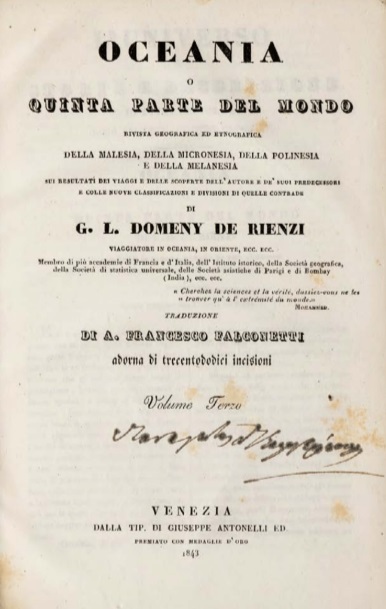 OCEANIA
O
QUINTA PARTE DEL MONDO
RIVISTA GEOGRAFICA ED ETNOGRAFICA
DELLA MALESIA, DELLA MICRONESIA, DELLA POLINESIA
E DELLA MELANESIA
SUI RESULTATI DEI VIAGGI E DELLE SCOPERTE DELL'AUTORE E DE' SUOI PREDECESSORI
E COLLE NUOVE CLASSIFICAZIONI E DIVISIONI DI QUELLE CONTRADE
DI
G. L. DOMENY DE RIENZI
VIAGGIATORE IN OCEANIA, IN ORIENTE, ECC. ECC.
Membro di più accademie di Francia e d'Italia, dell'Istituto istorico, della Società geografica,
della Società di statistica universale, delle Società asiatiche di Parigi e di Bombay
(India), ecc. ecc.
« Cherchez la science et la vérité, dussiez-vous ne les
« trouver qu'à l'extrémité du monde.»
TRADUZIONE
DI A. FRANCESCO FALCONETTI
adorna di trecentododici incisioni
Volume Terzo
VENEZIA
DALLA TIP. DI GIUSEPPE ANTONELLI ED.
PREMIATO CON MEDAGLIE D'ORO
1843